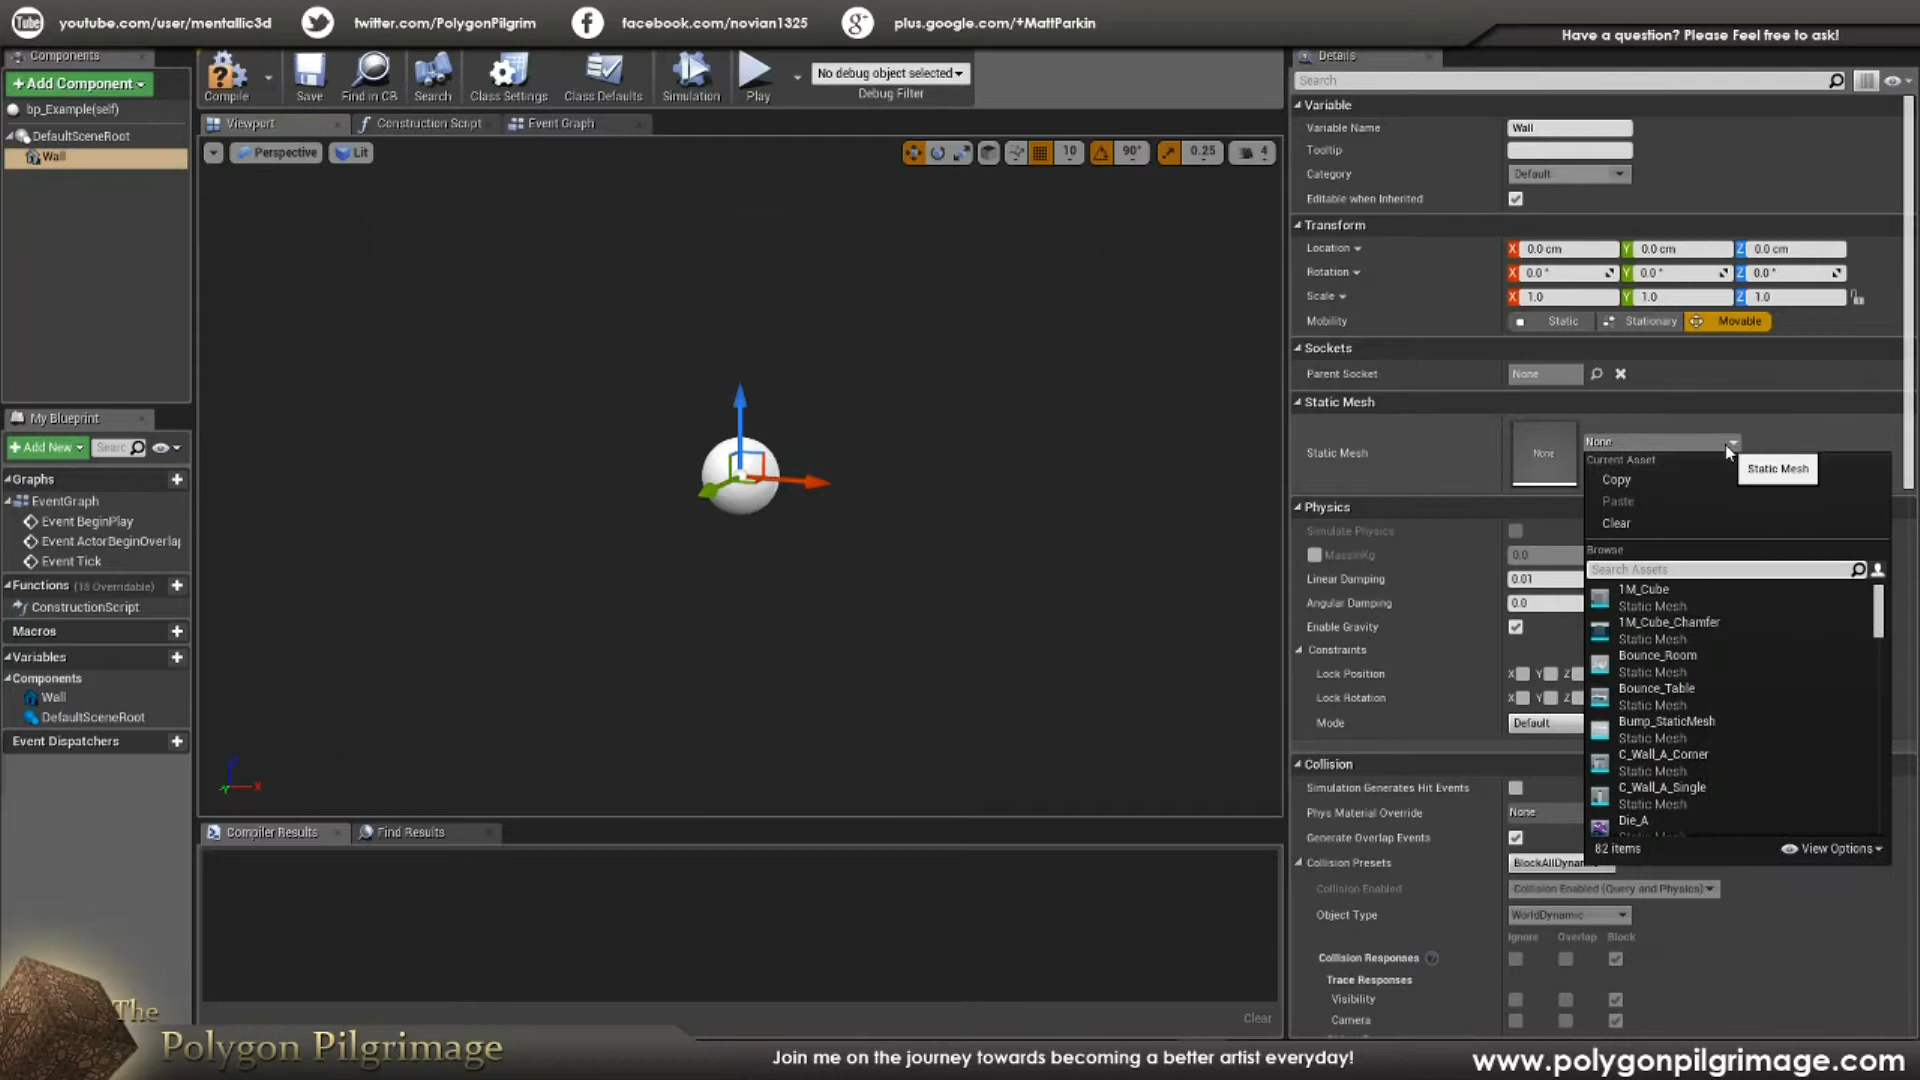 You Tube youtube.com/user/mentallic3d twitter.com/PolygonPilgrim facebook.com/novian1325 g+ plus.google.com/+MattParkin
Have a question? Please Feel free to ask!
Components
+Add Component
bp_Example(self)
DefaultSceneRoot
Wall
Compile Save Find in CB Search Class Settings Class Defaults Simulation Play
No debug object selected
Debug Filter
Viewport Construction Script Event Graph
Perspective Lit
10 90° 0.25 4
My Blueprint
+Add New Searc
Graphs
EventGraph
Event BeginPlay
Event ActorBeginOverlap
Event Tick
Functions (18 Overridable)
ConstructionScript
Macros
Variables
Components
Wall
DefaultSceneRoot
Event Dispatchers
Compiler Results Find Results
Clear
Details
Search
Variable
Variable Name Wall
Tooltip
Category Default
Editable when Inherited
Transform
Location X 0.0 cm Y 0.0 cm Z 0.0 cm
Rotation X 0.0 ° Y 0.0 ° Z 0.0 °
Scale X 1.0 Y 1.0 Z 1.0
Mobility Static Stationary Movable
Sockets
Parent Socket None
Static Mesh
Static Mesh None None
Static Mesh
Current Asset
Copy
Paste
Clear
Browse
Search Assets
1M_Cube
Static Mesh
1M_Cube_Chamfer
Static Mesh
Bounce_Room
Static Mesh
Bounce_Table
Static Mesh
Bump_StaticMesh
Static Mesh
C_Wall_A_Corner
Static Mesh
C_Wall_A_Single
Static Mesh
Die_A
Static Mesh
82 items View Options
Physics
Simulate Physics
MassInKg 0.0
Linear Damping 0.01
Angular Damping 0.0
Enable Gravity
Constraints
Lock Position X Y Z
Lock Rotation X Y Z
Mode Default
Collision
Simulation Generates Hit Events
Phys Material Override None
Generate Overlap Events
Collision Presets BlockAllDynamic
Collision Enabled Collision Enabled (Query and Physics)
Object Type WorldDynamic
Ignore Overlap Block
Collision Responses ?
Trace Responses
Visibility
Camera
The
Polygon Pilgrimage
Join me on the journey towards becoming a better artist everyday!
www.polygonpilgrimage.com